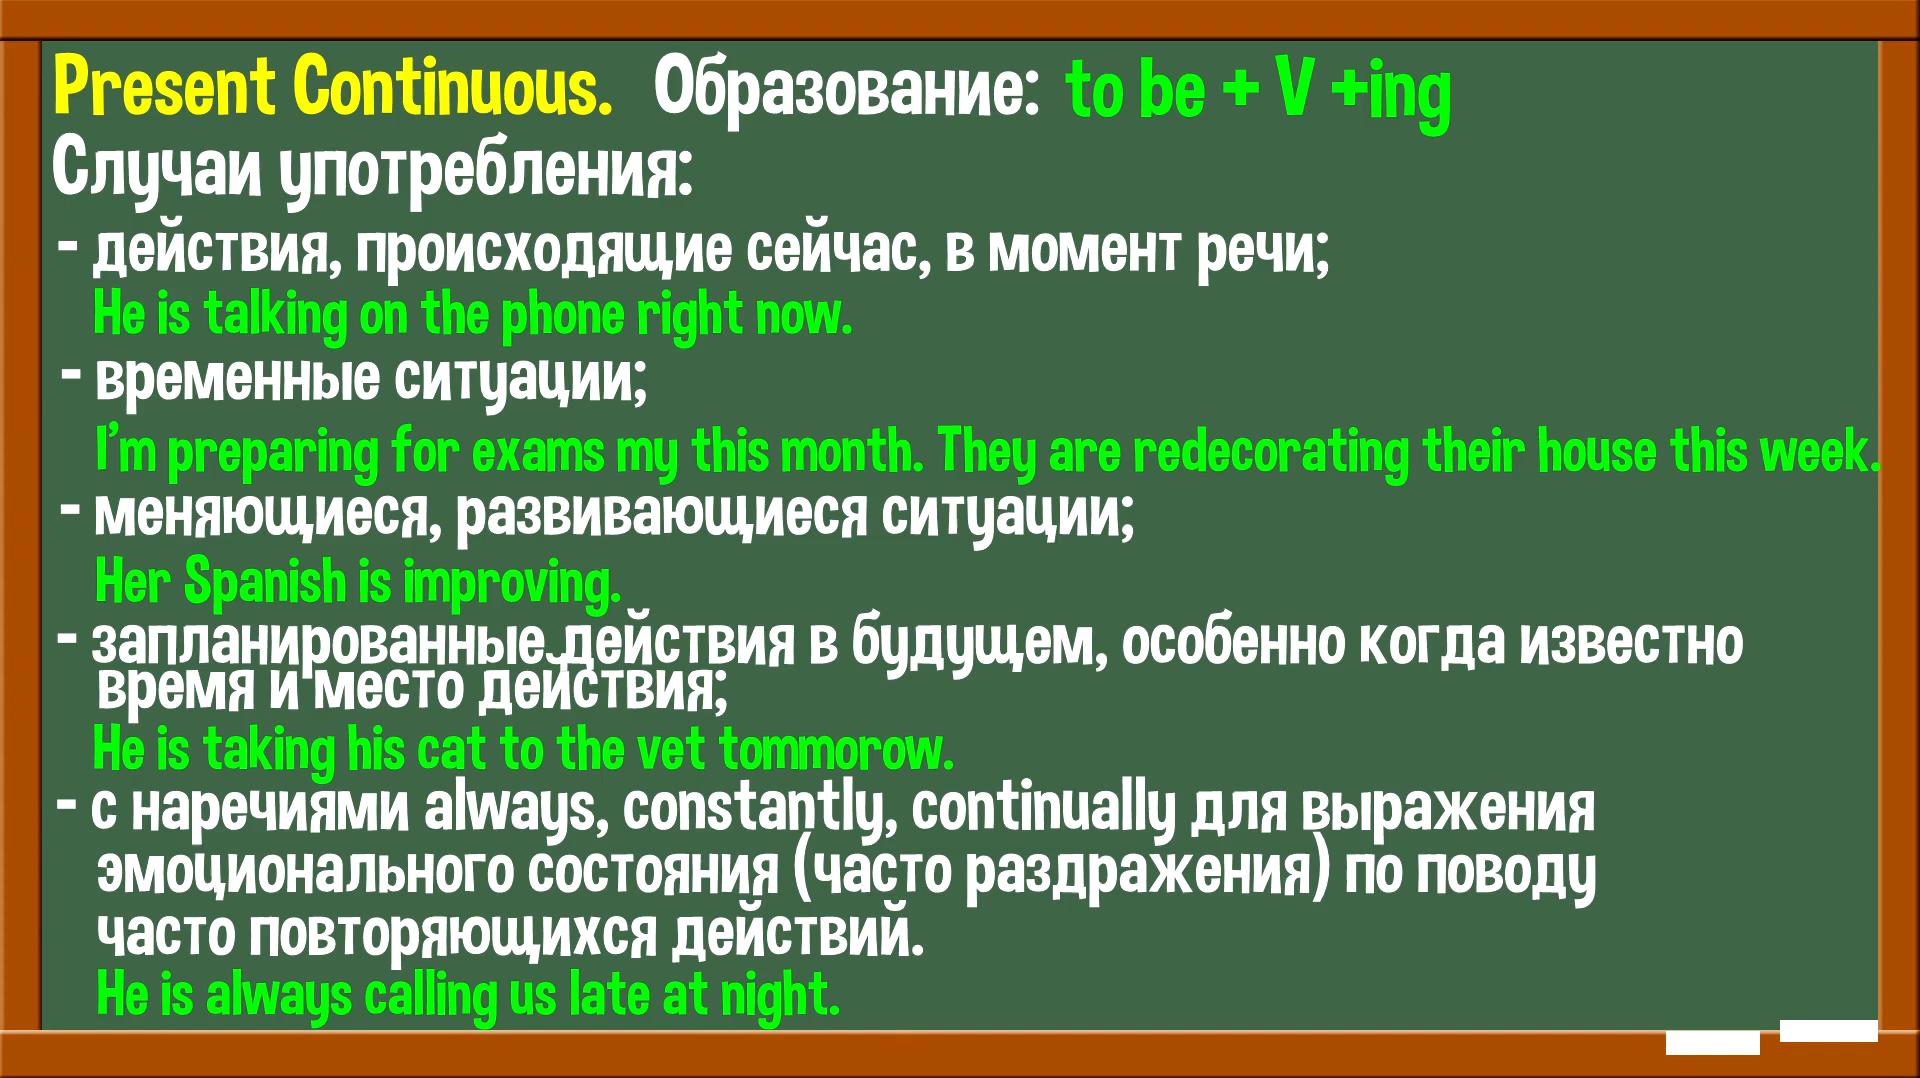 Present Continuous. Образование: to be + V +ing
Случаи употребления:
- действия, происходящие сейчас, в момент речи;
He is talking on the phone right now.
- временные ситуации;
I'm preparing for exams my this month. They are redecorating their house this week.
- меняющиеся, развивающиеся ситуации;
Her Spanish is improving.
- запланированные действия в будущем, особенно когда известно
время и место действия;
He is taking his cat to the vet tommorow.
- с наречиями always, constantly, continually для выражения
эмоционального состояния (часто раздражения) по поводу
часто повторяющихся действий.
He is always calling us late at night.